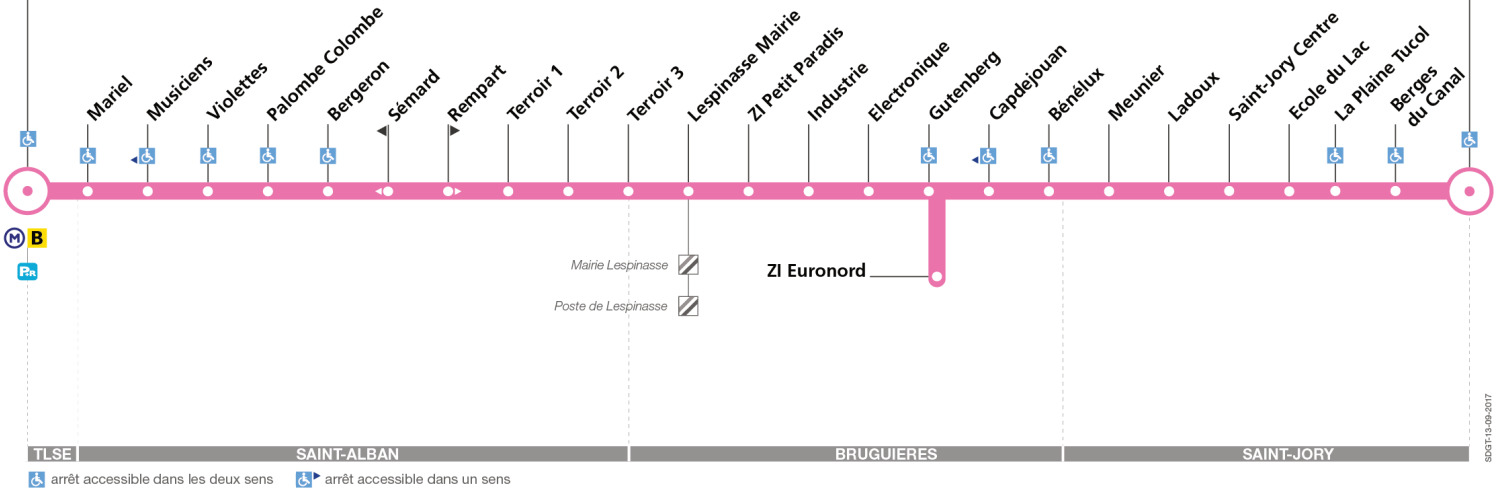 Mariel
Musiciens
Violettes
Palombe Colombe
Bergeron
Sémard
Rempart
Terroir 1
Terroir 2
Terroir 3
Lespinasse Mairie
ZI Petit Paradis
Industrie
Electronique
Gutenberg
Capdejouan
Bénélux
Meunier
Ladoux
Saint-Jory Centre
Ecole du Lac
La Plaine Tucol
Berges
du Canal
M B
P+R
Mairie Lespinasse
Poste de Lespinasse
ZI Euronord
TLSE
SAINT-ALBAN
BRUGUIERES
SAINT-JORY
arrêt accessible dans les deux sens
arrêt accessible dans un sens
SDGT-13-09-2017